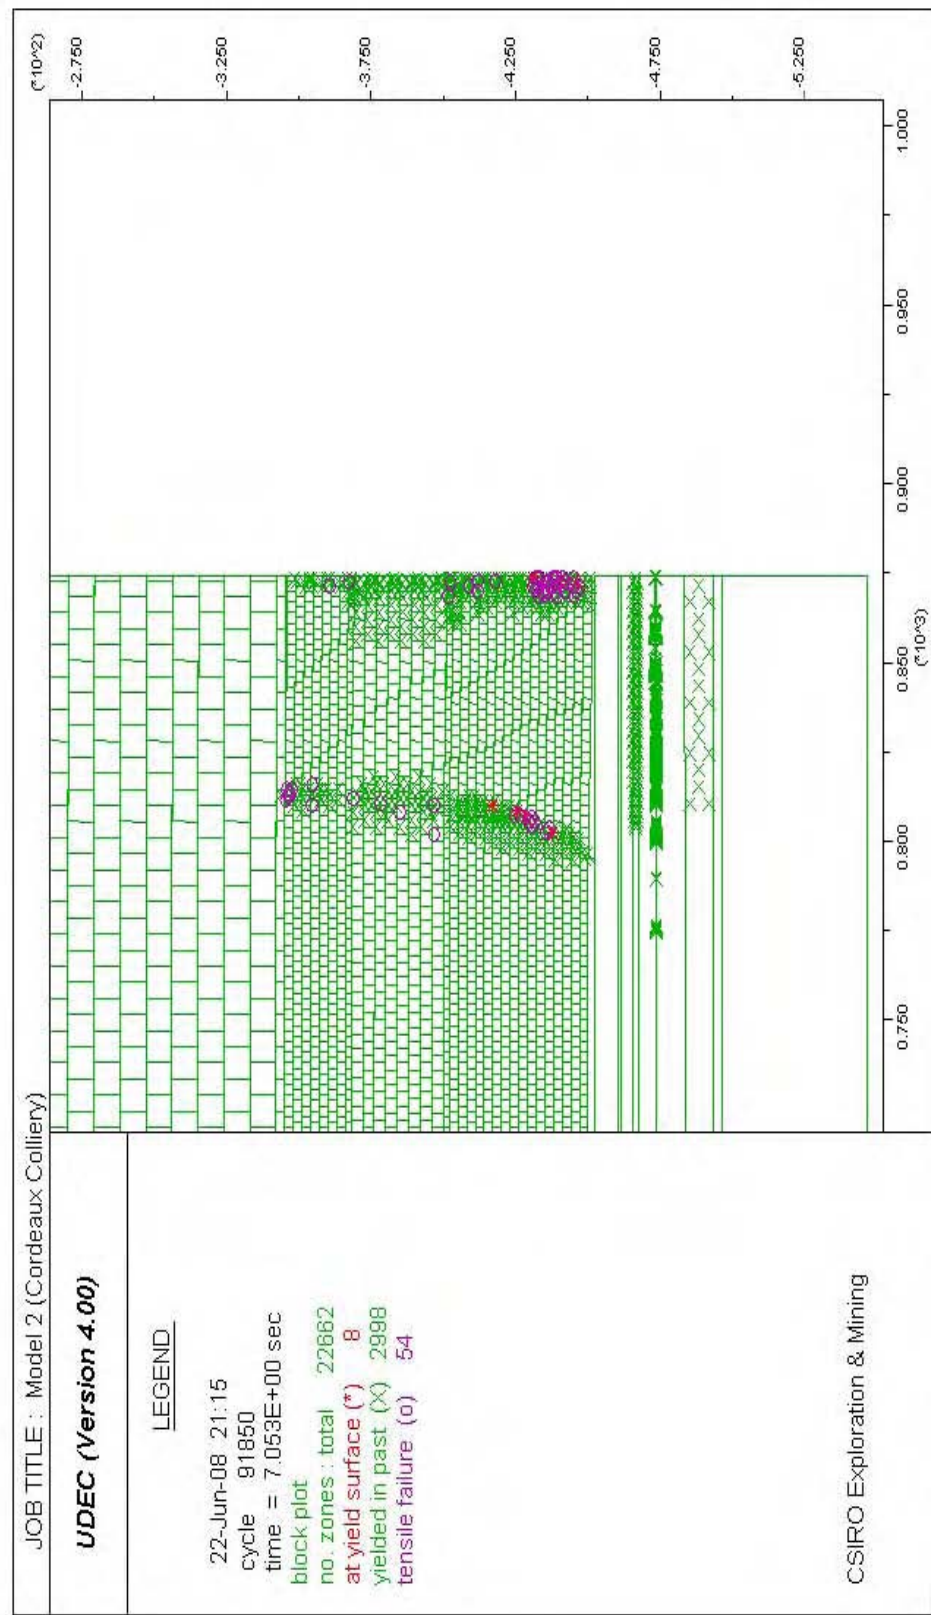 JOB TITLE : Model 2 (Cordeaux Colliery)
(*10^2)
UDEC (Version 4.00)
LEGEND
22-Jun-08 21:15
cycle 91850
time = 7.053E+00 sec
block plot
no. zones : total 22662
at yield surface (*) 8
yielded in past (X) 2998
tensile failure (o) 54
CSIRO Exploration & Mining
-2.750
-3.250
-3.750
-4.250
-4.750
-5.250
0.750
0.800
0.850
0.900
0.950
1.000
(*10^3)